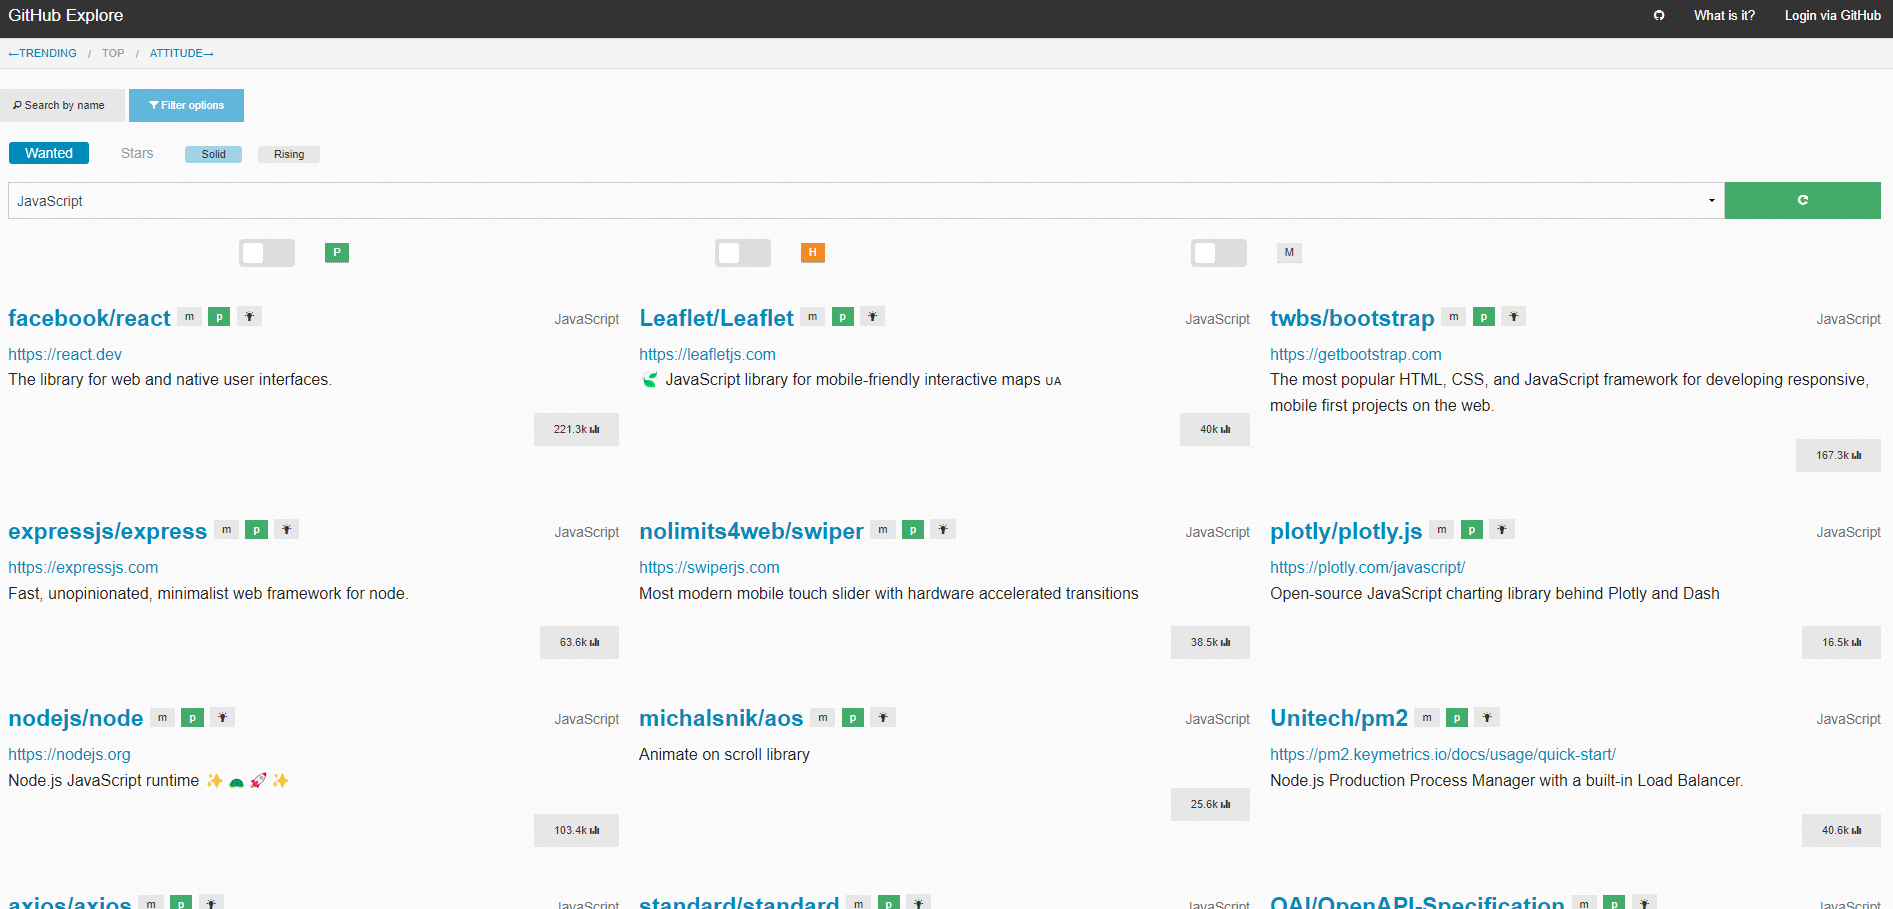 GitHub Explore
What is it?
Login via GitHub
←TRENDING / TOP / ATTITUDE→
Search by name
Filter options
Wanted
Stars
Solid
Rising
JavaScript
P
H
M
facebook/react m p
JavaScript
https://react.dev
The library for web and native user interfaces.
221.3k
Leaflet/Leaflet m p
JavaScript
https://leafletjs.com
🍃 JavaScript library for mobile-friendly interactive maps UA
40k
twbs/bootstrap m p
JavaScript
https://getbootstrap.com
The most popular HTML, CSS, and JavaScript framework for developing responsive,
mobile first projects on the web.
167.3k
expressjs/express m p
JavaScript
https://expressjs.com
Fast, unopinionated, minimalist web framework for node.
63.6k
nolimits4web/swiper m p
JavaScript
https://swiperjs.com
Most modern mobile touch slider with hardware accelerated transitions
38.5k
plotly/plotly.js m p
JavaScript
https://plotly.com/javascript/
Open-source JavaScript charting library behind Plotly and Dash
16.5k
nodejs/node m p
JavaScript
https://nodejs.org
Node.js JavaScript runtime ✨🐢🚀✨
103.4k
michalsnik/aos m p
JavaScript
Animate on scroll library
25.6k
Unitech/pm2 m p
JavaScript
https://pm2.keymetrics.io/docs/usage/quick-start/
Node.js Production Process Manager with a built-in Load Balancer.
40.6k
axios/axios m p
JavaScript
standard/standard m p
JavaScript
OAI/OpenAPI-Specification m p
JavaScript